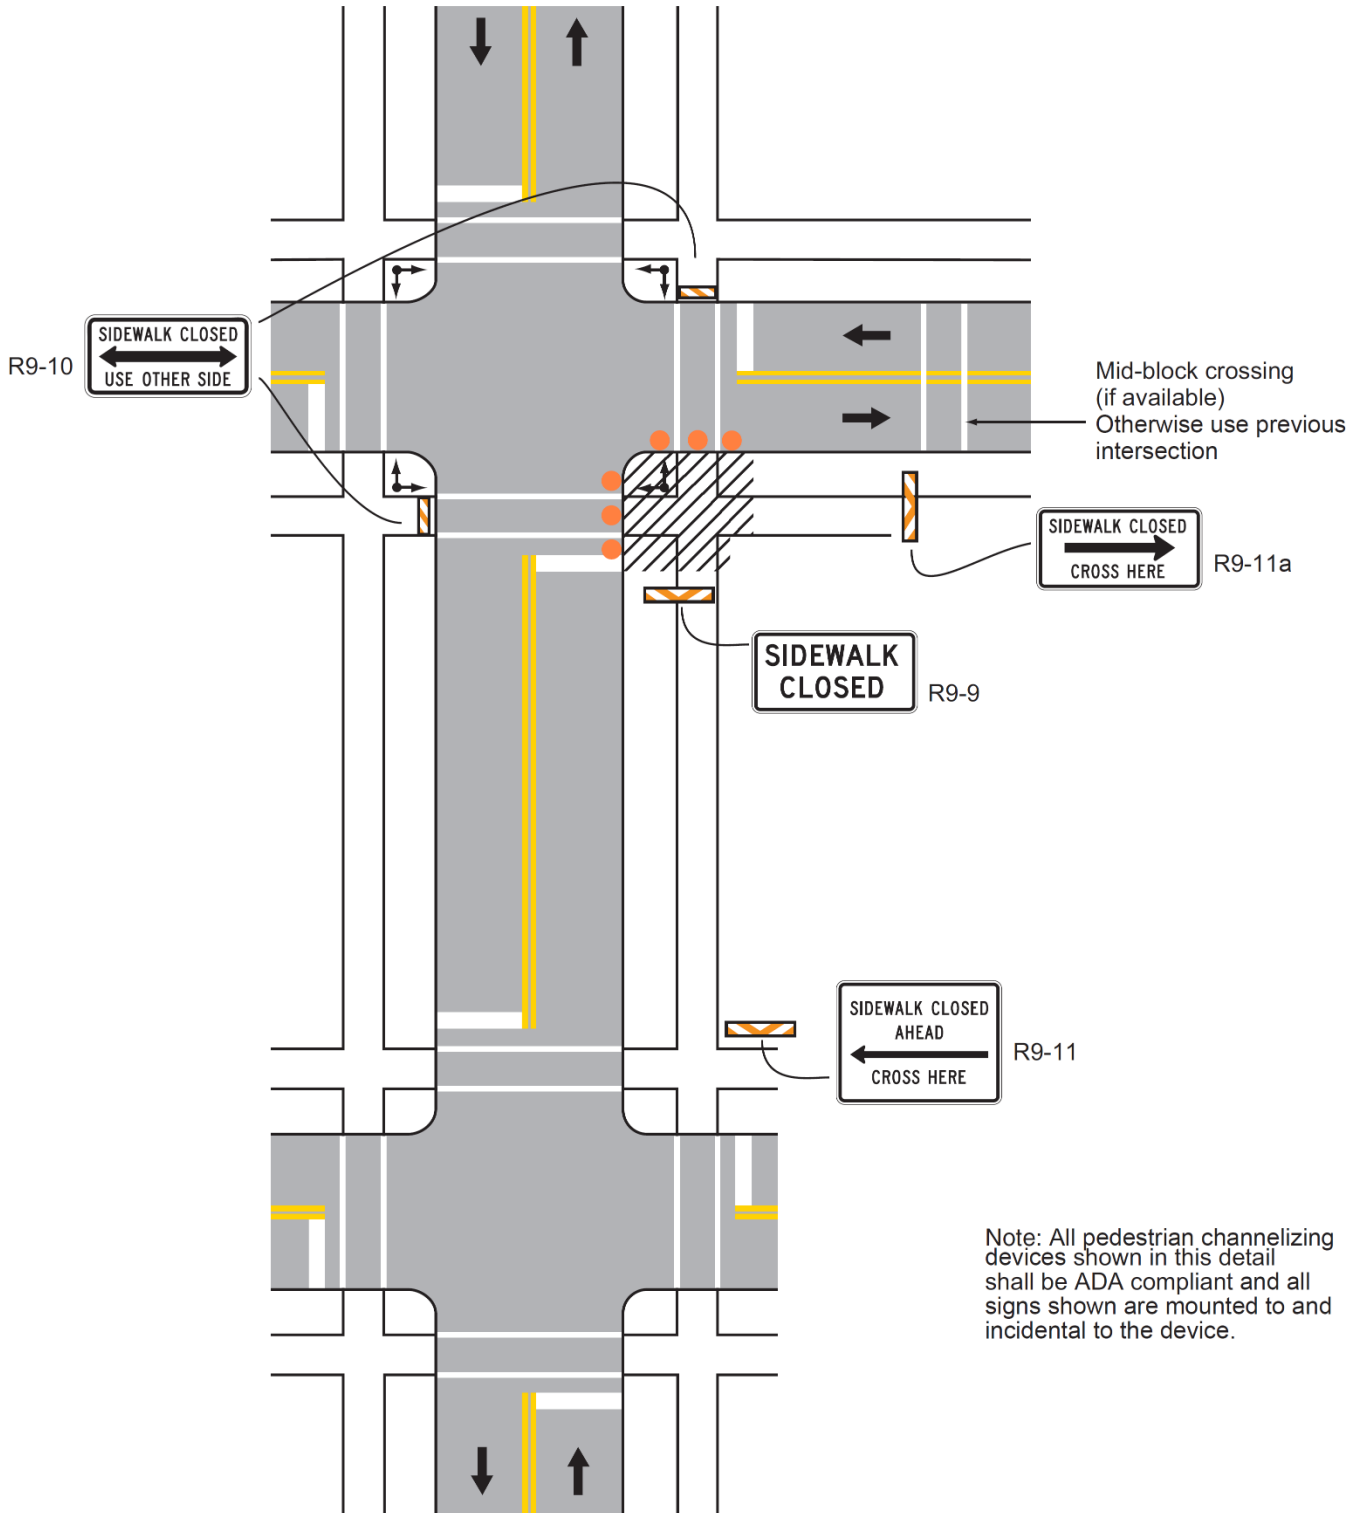 R9-10
SIDEWALK CLOSED
USE OTHER SIDE
Mid-block crossing
(if available)
Otherwise use previous
intersection
SIDEWALK CLOSED
CROSS HERE
R9-11a
SIDEWALK
CLOSED
R9-9
SIDEWALK CLOSED
AHEAD
CROSS HERE
R9-11
Note: All pedestrian channelizing
devices shown in this detail
shall be ADA compliant and all
signs shown are mounted to and
incidental to the device.